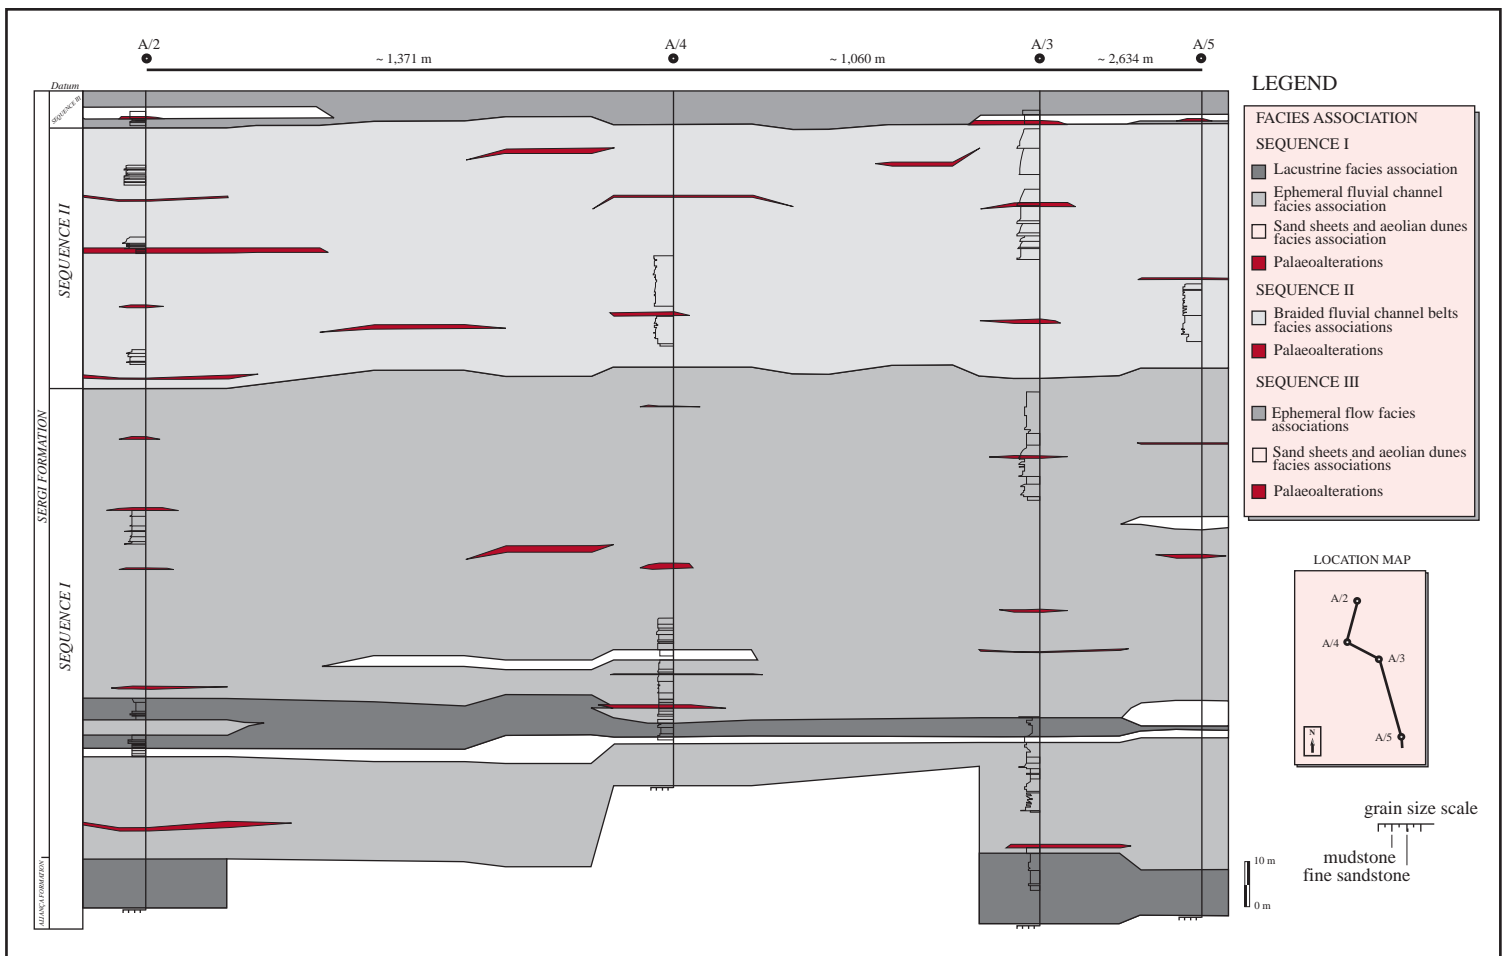 A/2
A/4
A/3
A/5
~ 1,371 m
~ 1,060 m
~ 2,634 m
Datum
SEQUENCE III
SEQUENCE II
SEQUENCE I
SERGI FORMATION
ALIANÇA FORMATION
LEGEND
FACIES ASSOCIATION
SEQUENCE I
Lacustrine facies association
Ephemeral fluvial channel
facies association
Sand sheets and aeolian dunes
facies association
Palaeoalterations
SEQUENCE II
Braided fluvial channel belts
facies associations
Palaeoalterations
SEQUENCE III
Ephemeral flow facies
associations
Sand sheets and aeolian dunes
facies associations
Palaeoalterations
LOCATION MAP
A/2
A/4
A/3
A/5
N
grain size scale
mudstone
fine sandstone
10 m
0 m